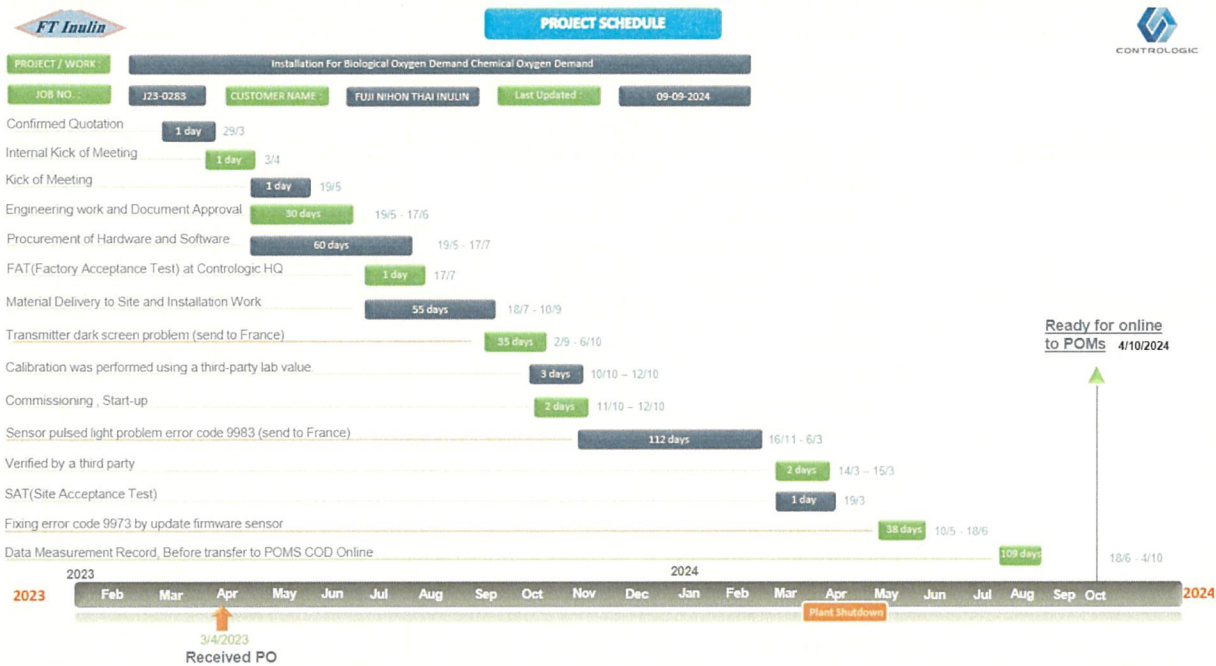 FT Inulin
PROJECT SCHEDULE
CONTROLOGIC
PROJECT / WORK : Installation For Biological Oxygen Demand Chemical Oxygen Demand
JOB NO. : J23-0283 CUSTOMER NAME : FUJI NIHON THAI INULIN Last Updated : 09-09-2024
Confirmed Quotation 1 day 29/3
Internal Kick of Meeting 1 day 3/4
Kick of Meeting 1 day 19/5
Engineering work and Document Approval 30 days 19/5 - 17/6
Procurement of Hardware and Software 60 days 19/5 - 17/7
FAT(Factory Acceptance Test) at Contrologic HQ 1 day 17/7
Material Delivery to Site and Installation Work 55 days 18/7 - 10/9
Ready for online
to POMs 4/10/2024
Transmitter dark screen problem (send to France) 35 days 2/9 - 6/10
Calibration was performed using a third-party lab value 3 days 10/10 – 12/10
Commissioning , Start-up 2 days 11/10 – 12/10
Sensor pulsed light problem error code 9983 (send to France) 112 days 16/11 - 6/3
Verified by a third party 2 days 14/3 – 15/3
SAT(Site Acceptance Test) 1 day 19/3
Fixing error code 9973 by update firmware sensor 38 days 10/5 - 18/6
Data Measurement Record, Before transfer to POMS COD Online 109 days 18/6 - 4/10
2023 2024
2023 Feb Mar Apr May Jun Jul Aug Sep Oct Nov Dec Jan Feb Mar Apr May Jun Jul Aug Sep Oct 2024
Plant Shutdown
3/4/2023
Received PO